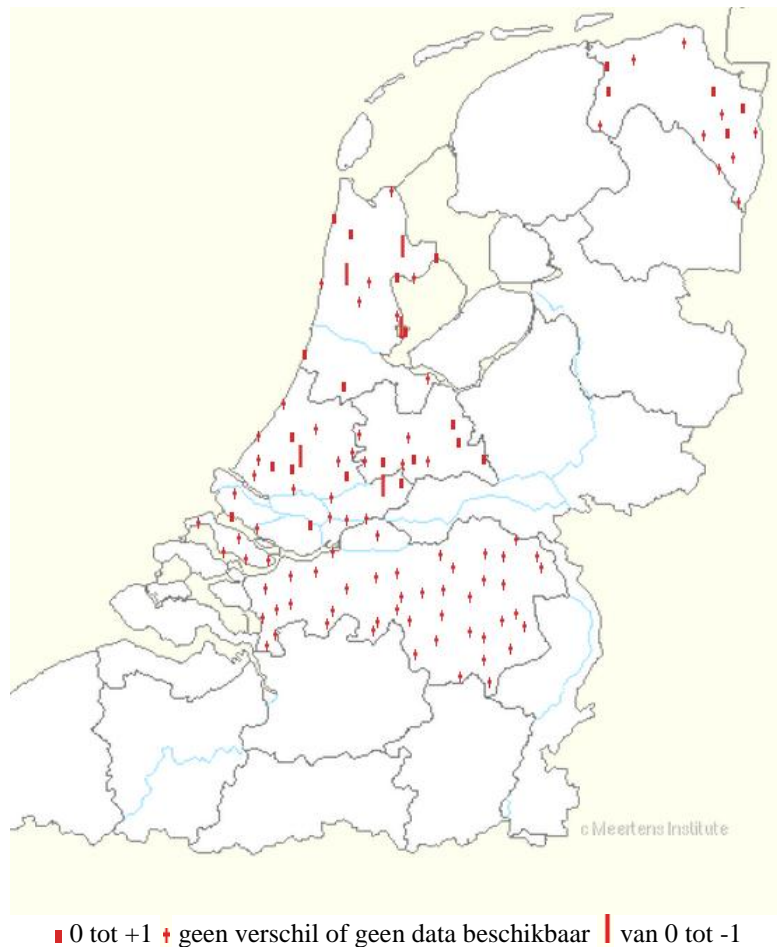 c Meertens Institute
0 tot +1 geen verschil of geen data beschikbaar van 0 tot -1